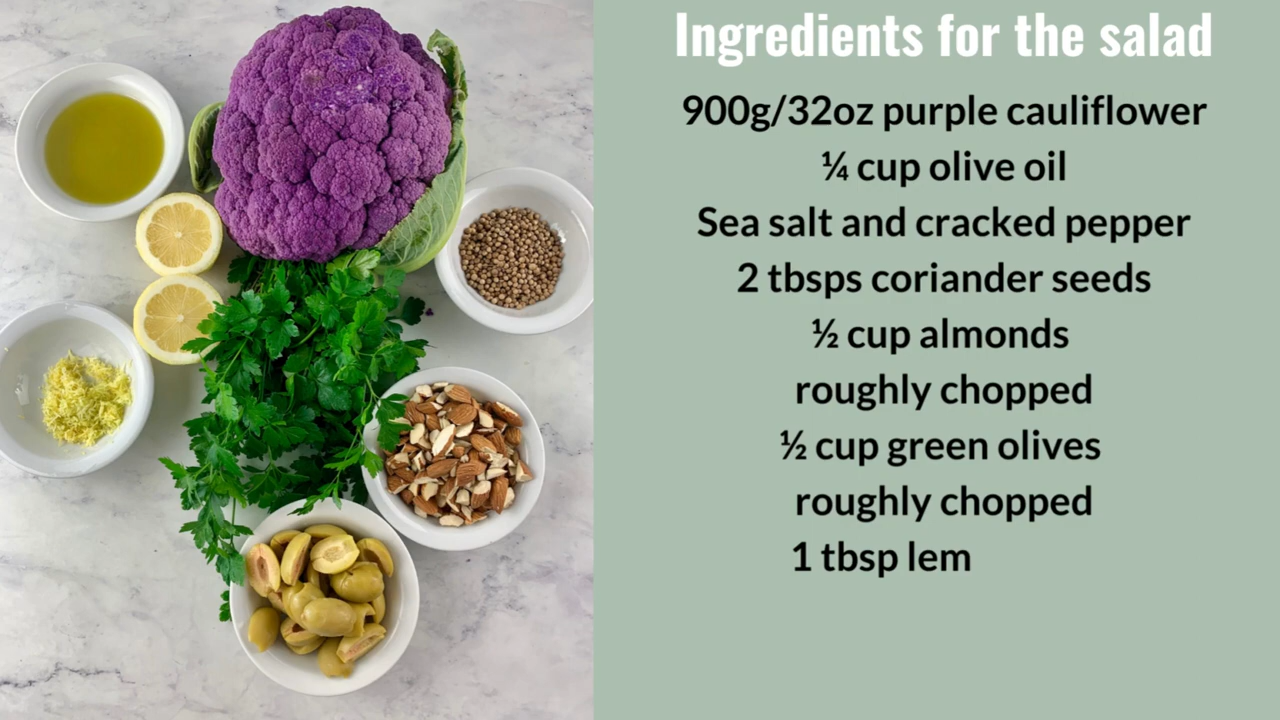 Ingredients for the salad
900g/32oz purple cauliflower
¼ cup olive oil
Sea salt and cracked pepper
2 tbsps coriander seeds
½ cup almonds
roughly chopped
½ cup green olives
roughly chopped
1 tbsp lem